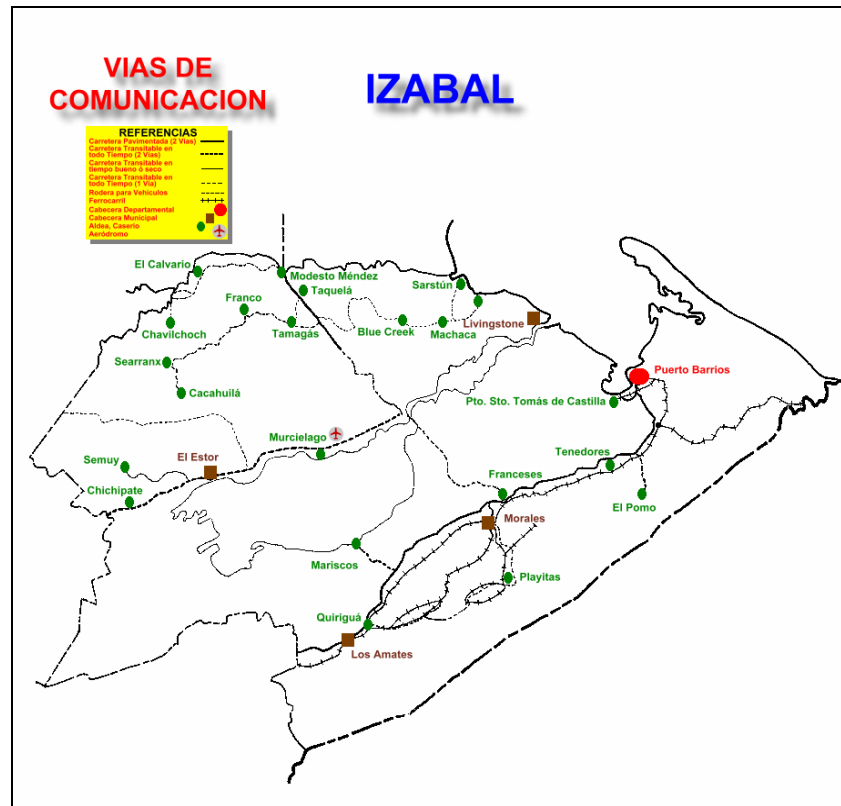 VIAS DE
COMUNICACION
IZABAL
REFERENCIAS
Carretera Pavimentada (2 Vías)
Carretera Transitable en
todo Tiempo (2 Vías)
Carretera Transitable en
tiempo bueno ó seco
Carretera Transitable en
todo Tiempo (1 Vía)
Rodera para Vehículos
Ferrocarril
Cabecera Departamental
Cabecera Municipal
Aldea, Caserío
Aeródromo
El Calvario
Modesto Méndez
Taquelá
Sarstún
Franco
Chavilchoch
Tamagás
Blue Creek
Machaca
Livingstone
Searranx
Puerto Barrios
Cacahuilá
Pto. Sto. Tomás de Castilla
Murcielago
Semuy
El Estor
Tenedores
Chichipate
Franceses
El Pomo
Morales
Mariscos
Playitas
Quiriguá
Los Amates